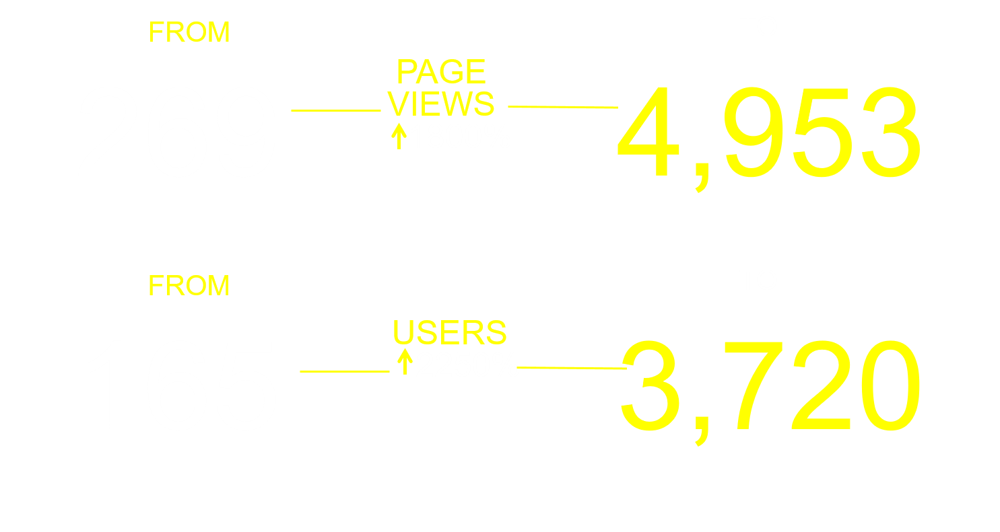 FROM
PAGE
VIEWS
4,953
FROM
USERS
3,720